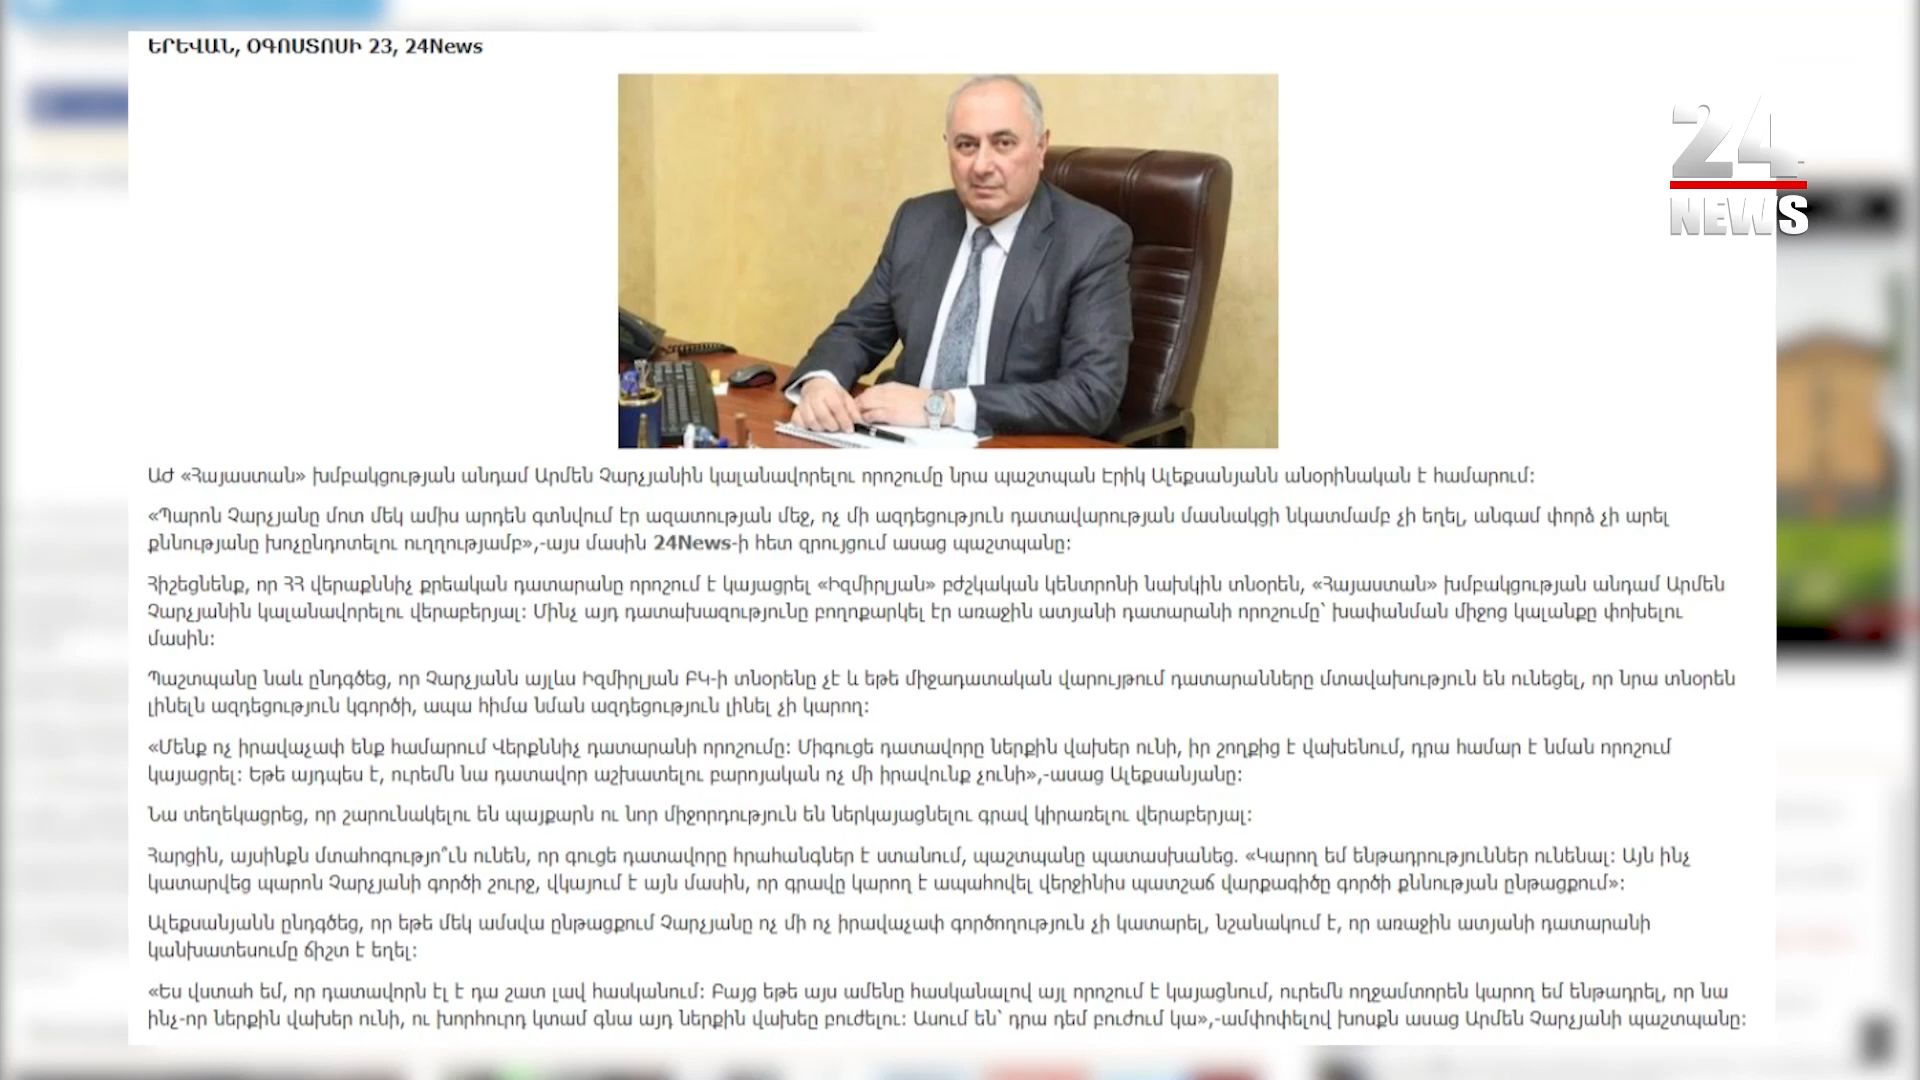 ԵՐԵՎԱՆ, ՕԳՈՍՏՈՍԻ 23, 24News
24
NEWS
ԱԺ «Հայաստան» խմբակցության անդամ Արմեն Չարչյանին կալանավորելու որոշումը նրա պաշտպան Էրիկ Ալեքսանյանն անօրինական է համարում:
«Պարոն Չարչյանը մոտ մեկ ամիս արդեն գտնվում էր ազատության մեջ, ոչ մի ազդեցություն դատավարության մասնակցի նկատմամբ չի եղել, անգամ փորձ չի արել
քննությանը խոչընդոտելու ուղղությամբ»,-այս մասին 24News-ի հետ զրույցում ասաց պաշտպանը:
Հիշեցնենք, որ ՀՀ վերաքննիչ քրեական դատարանը որոշում է կայացրել «Իզմիրլյան» բժշկական կենտրոնի նախկին տնօրեն, «Հայաստան» խմբակցության անդամ Արմեն
Չարչյանին կալանավորելու վերաբերյալ: Մինչ այդ դատախազությունը բողոքարկել էր առաջին ատյանի դատարանի որոշումը՝ խափանման միջոց կալանքը փոխելու
մասին:
Պաշտպանը նաև ընդգծեց, որ Չարչյանն այլևս Իզմիրլյան ԲԿ-ի տնօրենը չէ և եթե միջադատական վարույթում դատարանները մտավախություն են ունեցել, որ նրա տնօրեն
լինելն ազդեցություն կգործի, ապա հիմա նման ազդեցություն լինել չի կարող:
«Մենք ոչ իրավաչափ ենք համարում Վերքննիչ դատարանի որոշումը: Միգուցե դատավորը ներքին վախեր ունի, իր շողքից է վախենում, դրա համար է նման որոշում
կայացրել: Եթե այդպես է, ուրեմն նա դատավոր աշխատելու բարոյական ոչ մի իրավունք չունի»,-ասաց Ալեքսանյանը:
Նա տեղեկացրեց, որ շարունակելու են պայքարն ու նոր միջորդություն են ներկայացնելու գրավ կիրառելու վերաբերյալ:
Հարցին, այսինքն մտահոգությո՞ւն ունեն, որ գուցե դատավորը հրահանգներ է ստանում, պաշտպանը պատասխանեց. «Կարող եմ ենթադրություններ ունենալ: Այն ինչ
կատարվեց պարոն Չարչյանի գործի շուրջ, վկայում է այն մասին, որ գրավը կարող է ապահովել վերջինիս պատշաճ վարքագիծը գործի քննության ընթացքում»:
Ալեքսանյանն ընդգծեց, որ եթե մեկ ամսվա ընթացքում Չարչյանը ոչ մի ոչ իրավաչափ գործողություն չի կատարել, նշանակում է, որ առաջին ատյանի դատարանի
կանխատեսումը ճիշտ է եղել:
«Ես վստահ եմ, որ դատավորն էլ է դա շատ լավ հասկանում: Բայց եթե այս ամենը հասկանալով այլ որոշում է կայացնում, ուրեմն ողջամտորեն կարող եմ ենթադրել, որ նա
ինչ-որ ներքին վախեր ունի, ու խորհուրդ կտամ գնա այդ ներքին վախեը բուժելու: Ասում են՝ դրա դեմ բուժում կա»,-ամփոփելով խոսքն ասաց Արմեն Չարչյանի պաշտպանը: